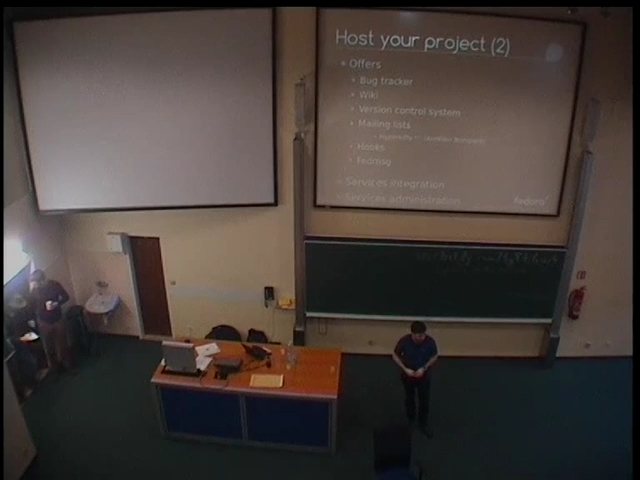 Host your project (2)
Offers
Bug tracker
Wiki
Version control system
Mailing lists
Hooks
Fedmsg
Services integration
Services administration
fedora